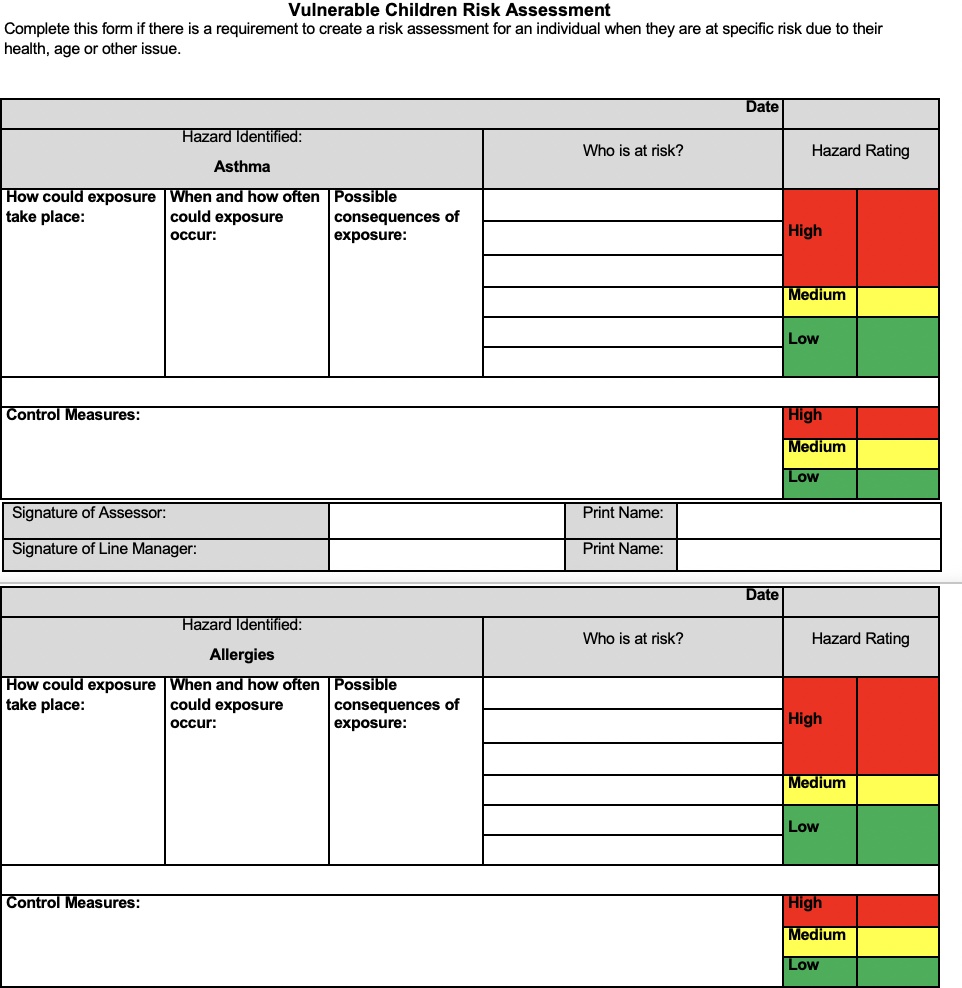 Vulnerable Children Risk Assessment
Complete this form if there is a requirement to create a risk assessment for an individual when they are at specific risk due to their
health, age or other issue.
Date
Hazard Identified:
Asthma
Who is at risk?
Hazard Rating
How could exposure
take place:
When and how often
could exposure
occur:
Possible
consequences of
exposure:
High
Medium
Low
Control Measures:
High
Medium
Low
Signature of Assessor:
Print Name:
Signature of Line Manager:
Print Name:
Date
Hazard Identified:
Allergies
Who is at risk?
Hazard Rating
How could exposure
take place:
When and how often
could exposure
occur:
Possible
consequences of
exposure:
High
Medium
Low
Control Measures:
High
Medium
Low